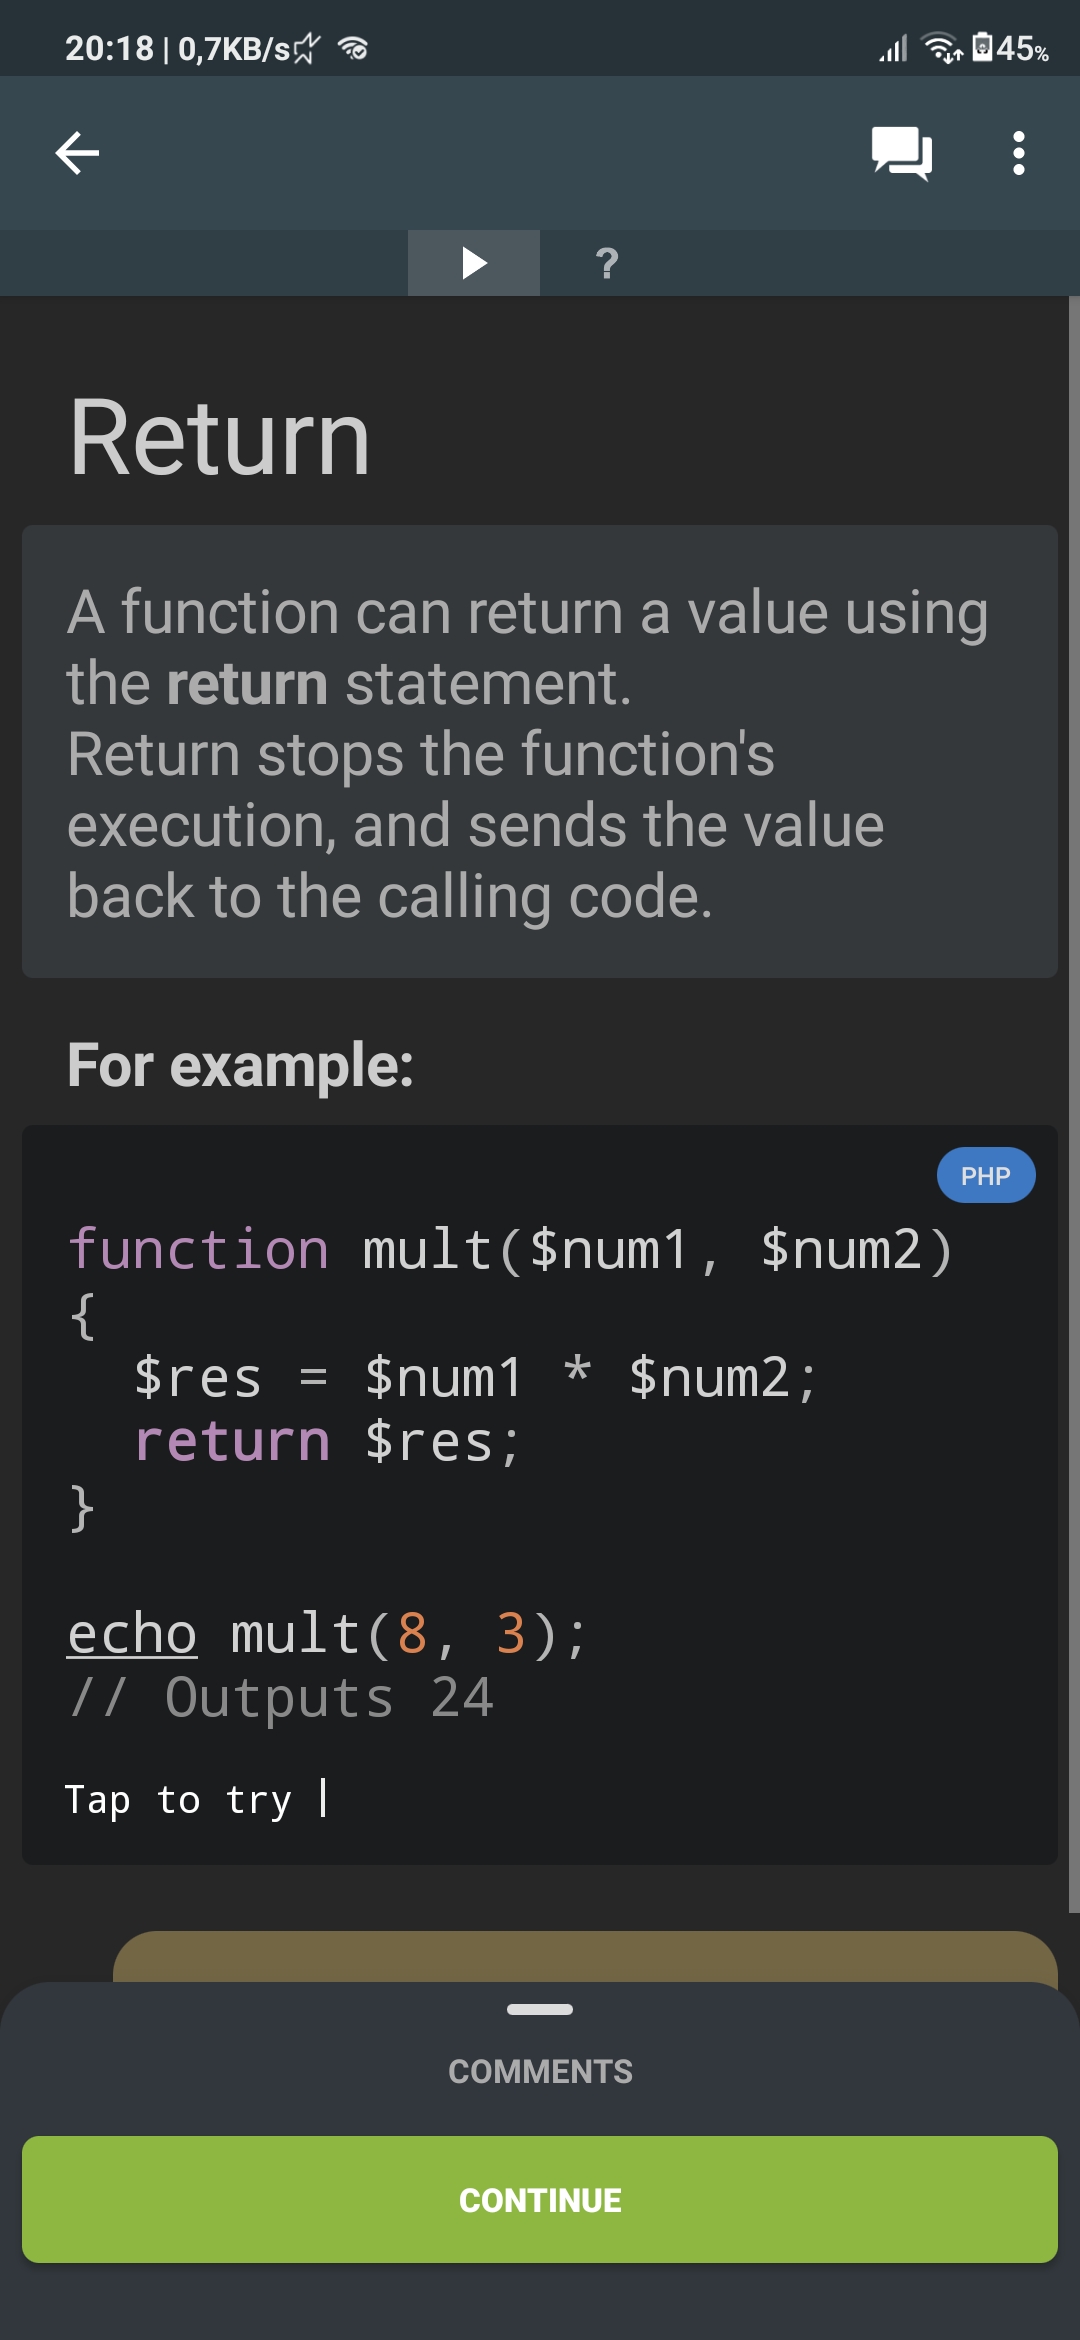 20:18 | 0,7KB/s 45%
?
Return
A function can return a value using
the return statement.
Return stops the function's
execution, and sends the value
back to the calling code.
For example:
PHP
function mult($num1, $num2)
{
  $res = $num1 * $num2;
  return $res;
}
echo mult(8, 3);
// Outputs 24
Tap to try |
COMMENTS
CONTINUE